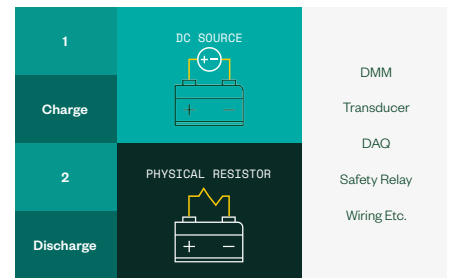 1
Charge
DC SOURCE
+ −
+ −
2
Discharge
PHYSICAL RESISTOR
+ −
DMM
Transducer
DAQ
Safety Relay
Wiring Etc.